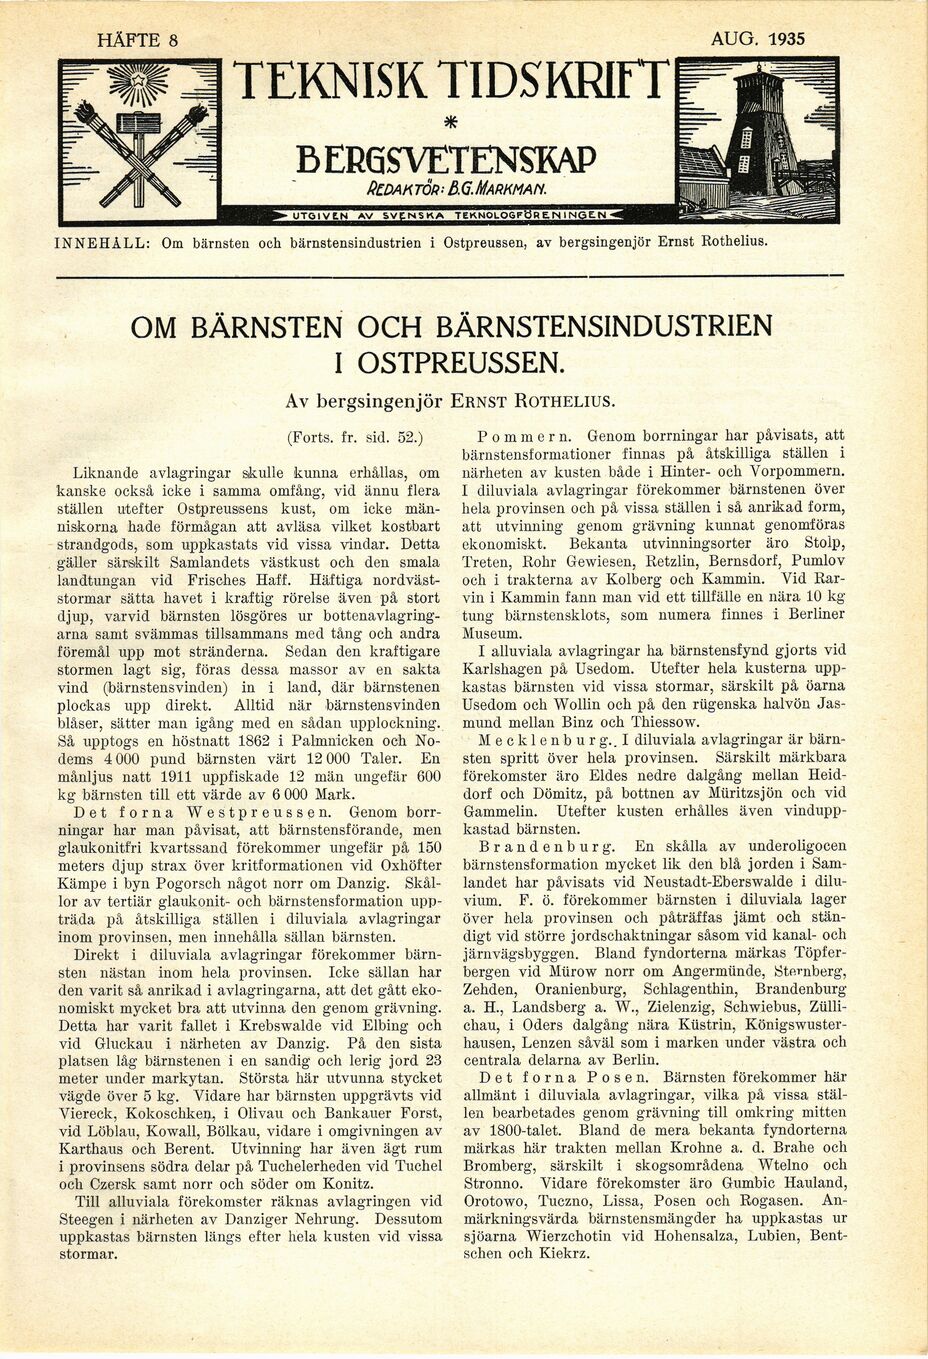 HÄFTE 8
AUG. 1935
TEKNISK TIDSKRIFT
*
BERGSVETENSKAP
REDAKTÖR: B.G. MARKMAN.
UTGIVEN AV SVENSKA TEKNOLOGFÖRENINGEN
INNEHÅLL: Om bärnsten och bärnstensindustrien i Ostpreussen, av bergsingenjör Ernst Rothelius.
OM BÄRNSTEN OCH BÄRNSTENSINDUSTRIEN
I OSTPREUSSEN.
Av bergsingenjör ERNST ROTHELIUS.
(Forts. fr. sid. 52.)
Liknande avlagringar skulle kunna erhållas, om
kanske också icke i samma omfång, vid ännu flera
ställen utefter Ostpreussens kust, om icke män-
niskorna hade förmågan att avläsa vilket kostbart
strandgods, som uppkastats vid vissa vindar. Detta
gäller särskilt Samlandets västkust och den smala
landtungan vid Frisches Haff. Häftiga nordväst-
stormar sätta havet i kraftig rörelse även på stort
djup, varvid bärnsten lösgöres ur bottenavlagring-
arna samt svämmas tillsammans med tång och andra
föremål upp mot stränderna. Sedan den kraftigare
stormen lagt sig, föras dessa massor av en sakta
vind (bärnstensvinden) in i land, där bärnstenen
plockas upp direkt. Alltid när bärnstensvinden
blåser, sätter man igång med en sådan upplockning.
Så upptogs en höstnatt 1862 i Palmnicken och No-
dems 4 000 pund bärnsten värt 12 000 Taler. En
månljus natt 1911 uppfiskade 12 män ungefär 600
kg bärnsten till ett värde av 6 000 Mark.
Det forna Westpreussen. Genom borr-
ningar har man påvisat, att bärnstensförande, men
glaukonitfri kvartssand förekommer ungefär på 150
meters djup strax över kritformationen vid Oxhöfter
Kämpe i byn Pogorsch något norr om Danzig. Skål-
lor av tertiär glaukonit- och bärnstensformation upp-
träda på åtskilliga ställen i diluviala avlagringar
inom provinsen, men innehålla sällan bärnsten.
Direkt i diluviala avlagringar förekommer bärn-
sten nästan inom hela provinsen. Icke sällan har
den varit så anrikad i avlagringarna, att det gått eko-
nomiskt mycket bra att utvinna den genom grävning.
Detta har varit fallet i Krebswalde vid Elbing och
vid Gluckau i närheten av Danzig. På den sista
platsen låg bärnstenen i en sandig och lerig jord 23
meter under markytan. Största här utvunna stycket
vägde över 5 kg. Vidare har bärnsten uppgrävts vid
Viereck, Kokoschken, i Olivau och Bankauer Forst,
vid Löblau, Kowall, Bölkau, vidare i omgivningen av
Karthaus och Berent. Utvinning har även ägt rum
i provinsens södra delar på Tuchelerheden vid Tuchel
och Czersk samt norr och söder om Konitz.
Till alluviala förekomster räknas avlagringen vid
Steegen i närheten av Danziger Nehrung. Dessutom
uppkastas bärnsten längs efter hela kusten vid vissa
stormar.
Pommern. Genom borrningar har påvisats, att
bärnstensformationer finnas på åtskilliga ställen i
närheten av kusten både i Hinter- och Vorpommern.
I diluviala avlagringar förekommer bärnstenen över
hela provinsen och på vissa ställen i så anrikad form,
att utvinning genom grävning kunnat genomföras
ekonomiskt. Bekanta utvinningsorter äro Stolp,
Treten, Rohr Gewiesen, Retzlin, Bernsdorf, Pumlov
och i trakterna av Kolberg och Kammin. Vid Rar-
vin i Kammin fann man vid ett tillfälle en nära 10 kg
tung bärnstensklots, som numera finnes i Berliner
Museum.
I alluviala avlagringar ha bärnstensfynd gjorts vid
Karlshagen på Usedom. Utefter hela kusterna upp-
kastas bärnsten vid vissa stormar, särskilt på öarna
Usedom och Wollin och på den rügenska halvön Jas-
mund mellan Binz och Thiessow.
Mecklenburg. I diluviala avlagringar är bärn-
sten spritt över hela provinsen. Särskilt märkbara
förekomster äro Eldes nedre dalgång mellan Heid-
dorf och Dömitz, på bottnen av Müritzsjön och vid
Gammelin. Utefter kusten erhålles även vindupp-
kastad bärnsten.
Brandenburg. En skålla av underoligocen
bärnstensformation mycket lik den blå jorden i Sam-
landet har påvisats vid Neustadt-Eberswalde i dilu-
vium. F. ö. förekommer bärnsten i diluviala lager
över hela provinsen och påträffas jämt och stän-
digt vid större jordschaktningar såsom vid kanal- och
järnvägsbyggen. Bland fyndorterna märkas Töpfer-
bergen vid Mürow norr om Angermünde, Sternberg,
Zehden, Oranienburg, Schlagenthin, Brandenburg
a. H., Landsberg a. W., Zielenzig, Schwiebus, Zülli-
chau, i Oders dalgång nära Küstrin, Königswuster-
hausen, Lenzen såväl som i marken under västra och
centrala delarna av Berlin.
Det forna Posen. Bärnsten förekommer här
allmänt i diluviala avlagringar, vilka på vissa stäl-
len bearbetades genom grävning till omkring mitten
av 1800-talet. Bland de mera bekanta fyndorterna
märkas här trakten mellan Krohne a. d. Brahe och
Bromberg, särskilt i skogsområdena Wtelno och
Stronno. Vidare förekomster äro Gumbic Hauland,
Orotowo, Tuczno, Lissa, Posen och Rogasen. An-
märkningsvärda bärnstensmängder ha uppkastas ur
sjöarna Wierzchotin vid Hohensalza, Lubien, Bent-
schen och Kiekrz.